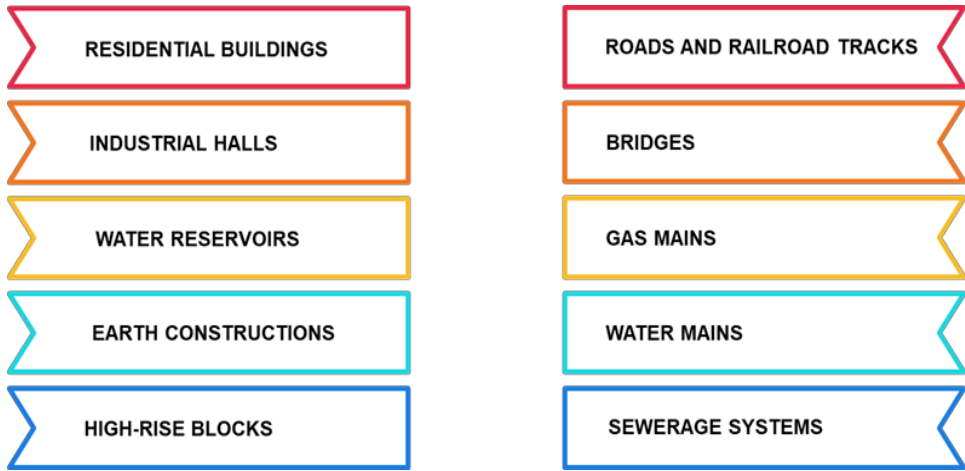 RESIDENTIAL BUILDINGS
INDUSTRIAL HALLS
WATER RESERVOIRS
EARTH CONSTRUCTIONS
HIGH-RISE BLOCKS
ROADS AND RAILROAD TRACKS
BRIDGES
GAS MAINS
WATER MAINS
SEWERAGE SYSTEMS